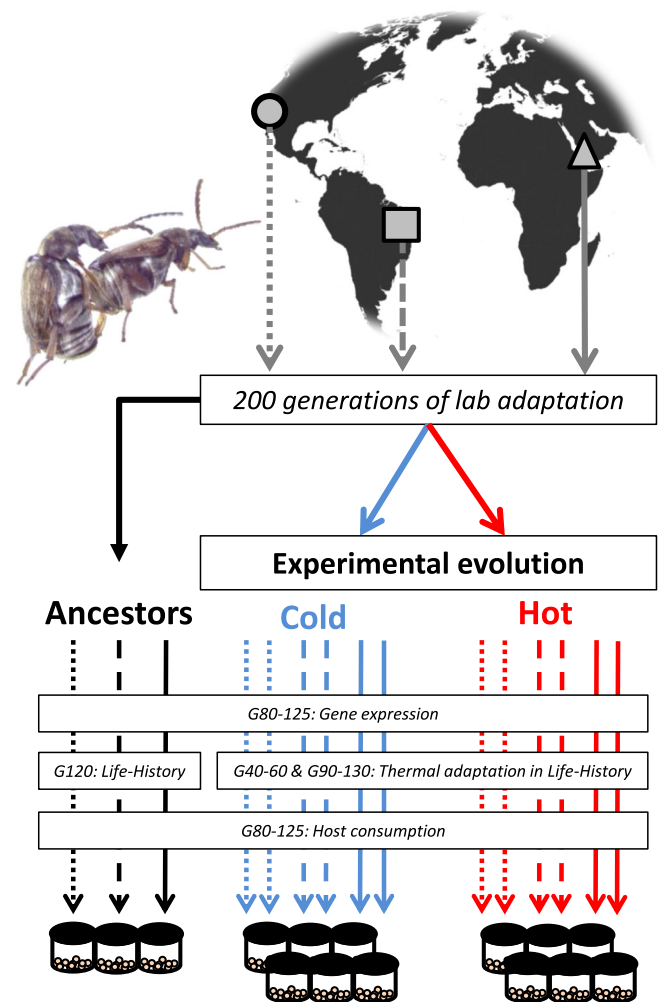 200 generations of lab adaptation
Experimental evolution
Ancestors
Cold
Hot
G80-125: Gene expression
G120: Life-History
G40-60 & G90-130: Thermal adaptation in Life-History
G80-125: Host consumption